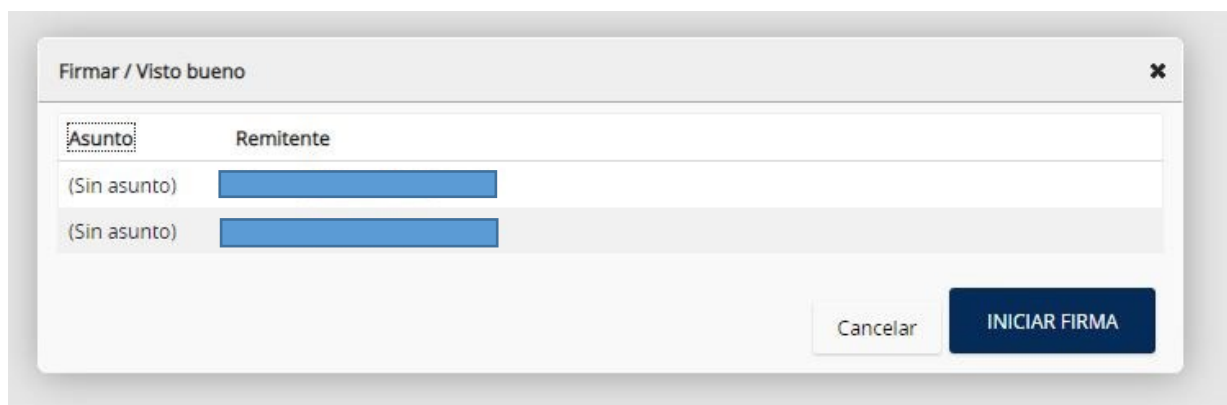 Firmar / Visto bueno
Asunto Remitente
(Sin asunto)
(Sin asunto)
Cancelar INICIAR FIRMA